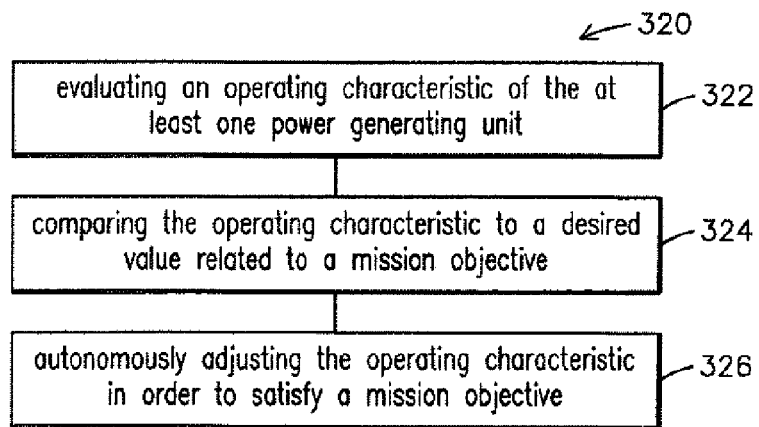 320
evaluating an operating characteristic of the at
least one power generating unit
322
comparing the operating characteristic to a desired
value related to a mission objective
324
autonomously adjusting the operating characteristic
in order to satisfy a mission objective
326